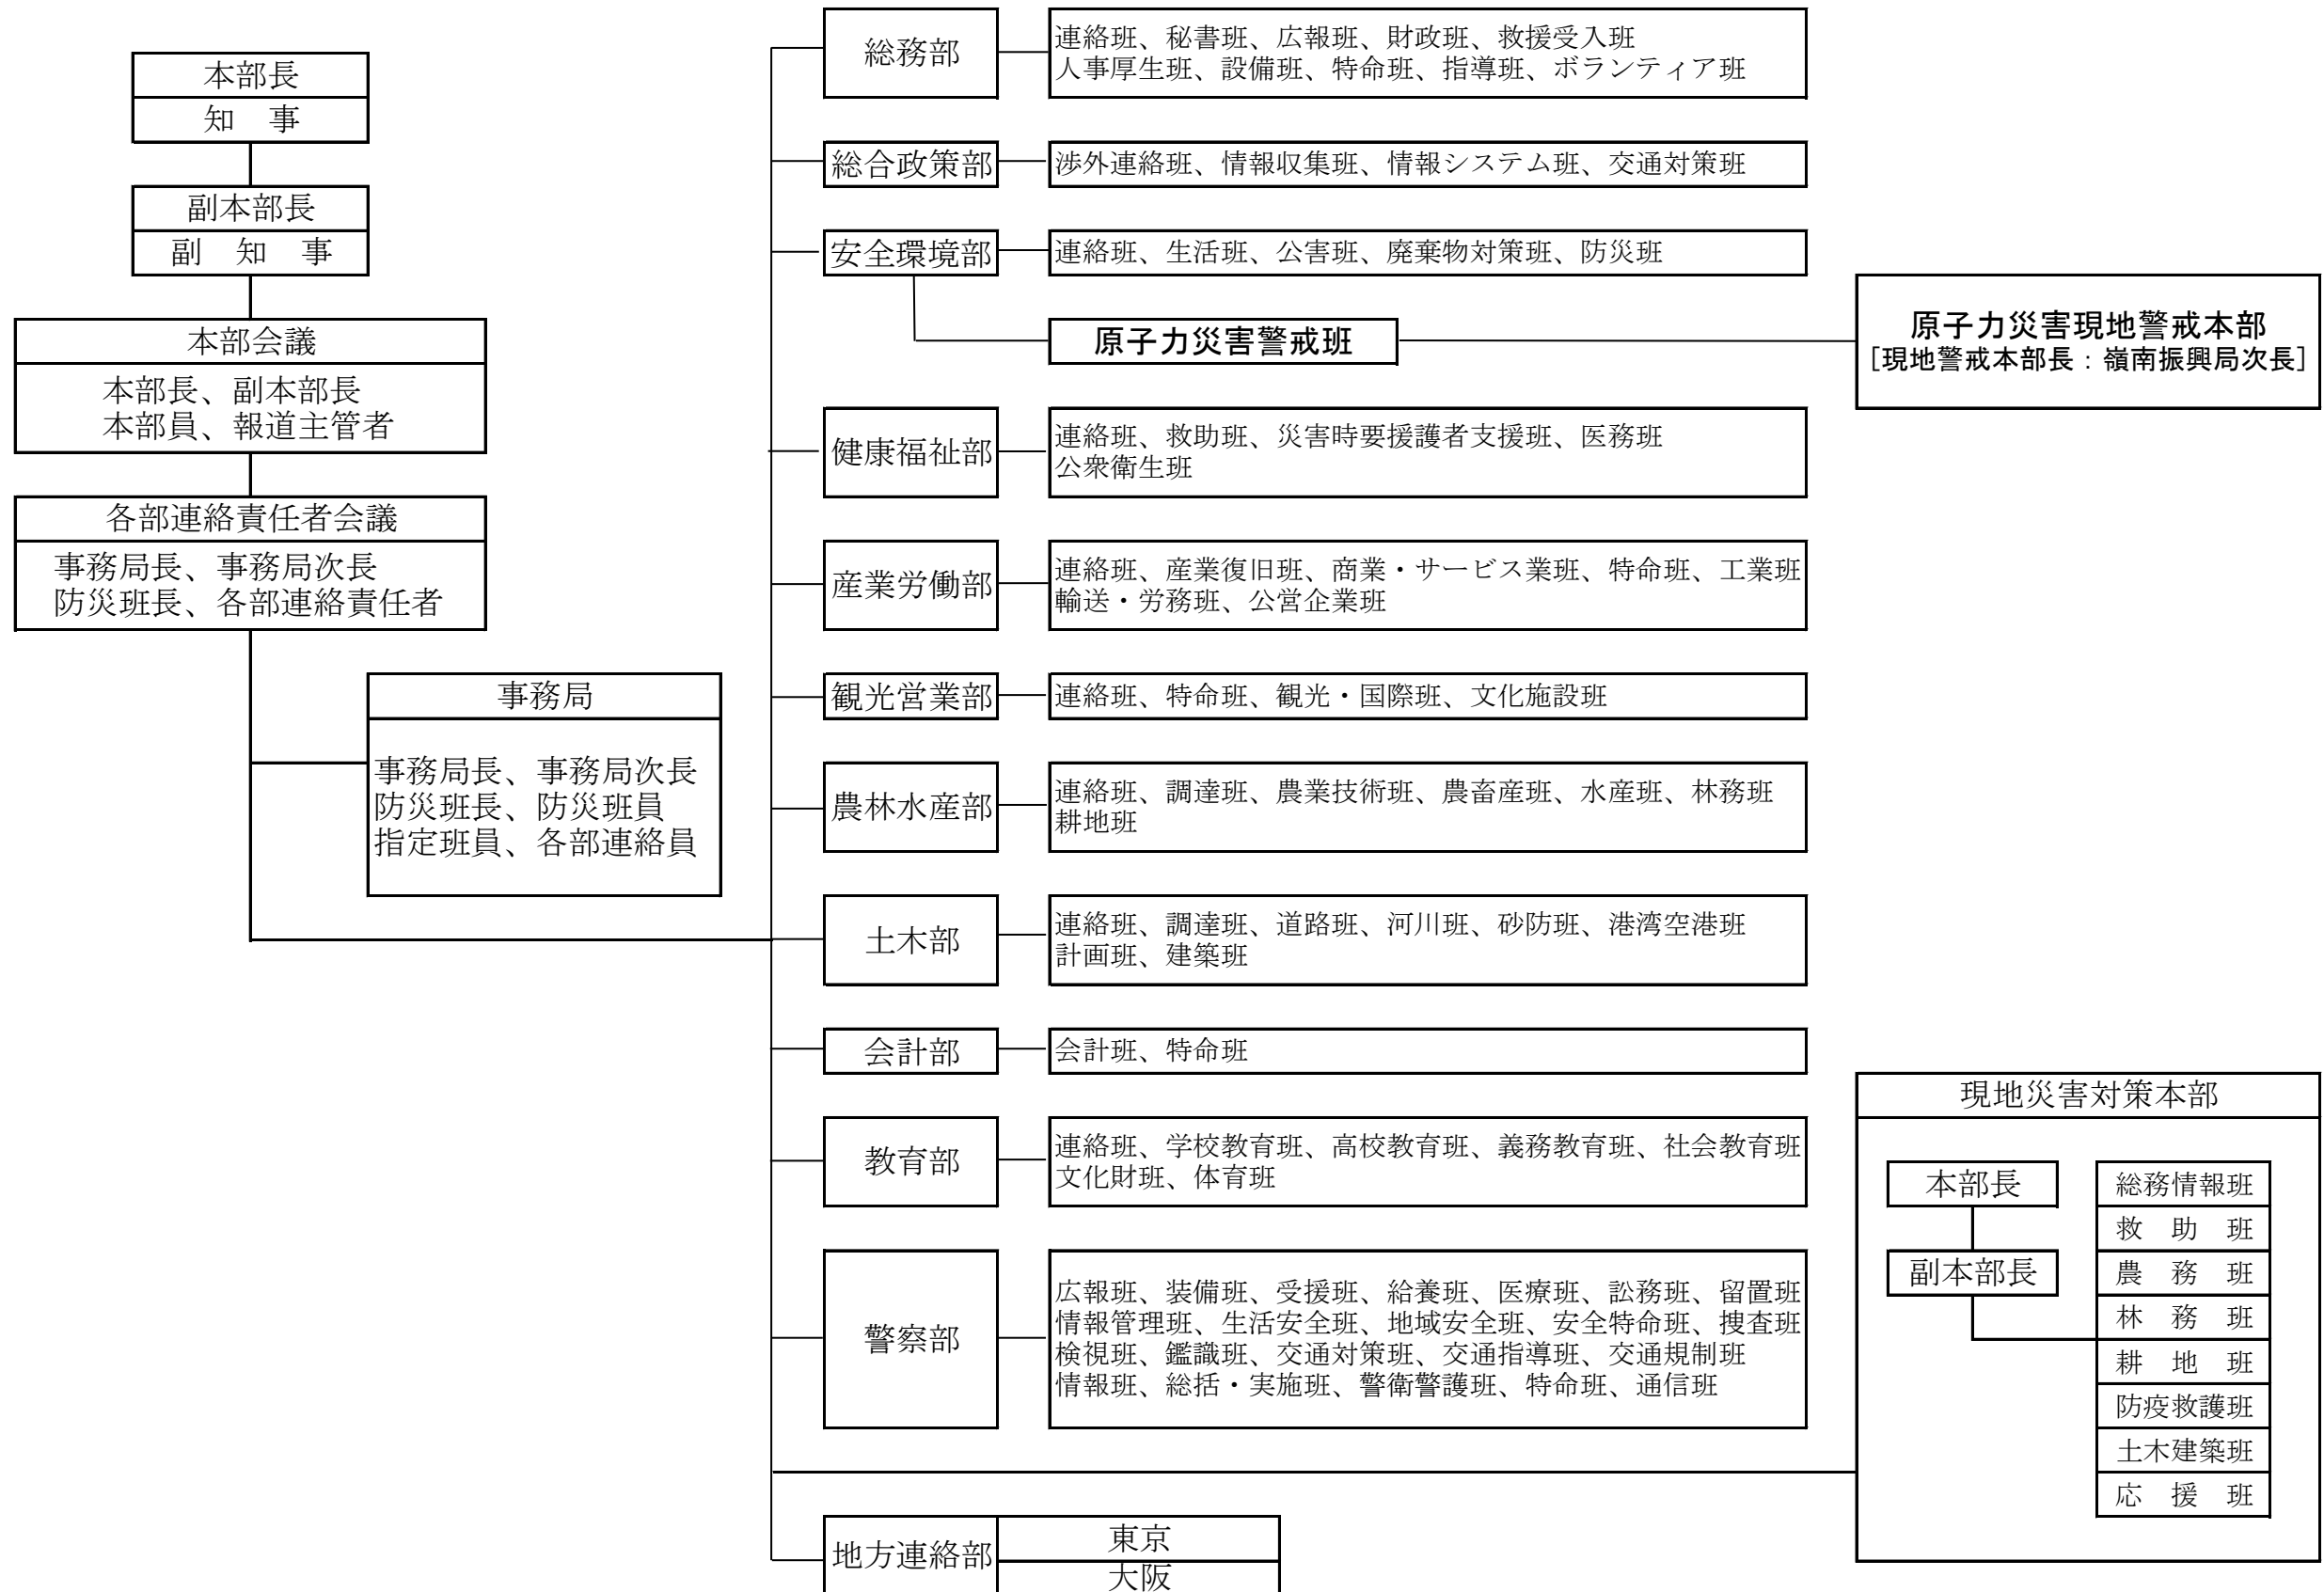 本部長
知　事
副本部長
副　知　事
本部会議
本部長、副本部長
本部員、報道主管者
各部連絡責任者会議
事務局長、事務局次長
防災班長、各部連絡責任者
事務局
事務局長、事務局次長
防災班長、防災班員
指定班員、各部連絡員
総務部
連絡班、秘書班、広報班、財政班、救援受入班
人事厚生班、設備班、特命班、指導班、ボランティア班
総合政策部
渉外連絡班、情報収集班、情報システム班、交通対策班
安全環境部
連絡班、生活班、公害班、廃棄物対策班、防災班
原子力災害警戒班
原子力災害現地警戒本部
［現地警戒本部長：嶺南振興局次長］
健康福祉部
連絡班、救助班、災害時要援護者支援班、医務班
公衆衛生班
産業労働部
連絡班、産業復旧班、商業・サービス業班、特命班、工業班
輸送・労務班、公営企業班
観光営業部
連絡班、特命班、観光・国際班、文化施設班
農林水産部
連絡班、調達班、農業技術班、農畜産班、水産班、林務班
耕地班
土木部
連絡班、調達班、道路班、河川班、砂防班、港湾空港班
計画班、建築班
会計部
会計班、特命班
教育部
連絡班、学校教育班、高校教育班、義務教育班、社会教育班
文化財班、体育班
警察部
広報班、装備班、受援班、給養班、医療班、訟務班、留置班
情報管理班、生活安全班、地域安全班、安全特命班、捜査班
検視班、鑑識班、交通対策班、交通指導班、交通規制班
情報班、総括・実施班、警衛警護班、特命班、通信班
現地災害対策本部
本部長
副本部長
総務情報班
救　助　班
農　務　班
林　務　班
耕　地　班
防疫救護班
土木建築班
応　援　班
地方連絡部
東京
大阪